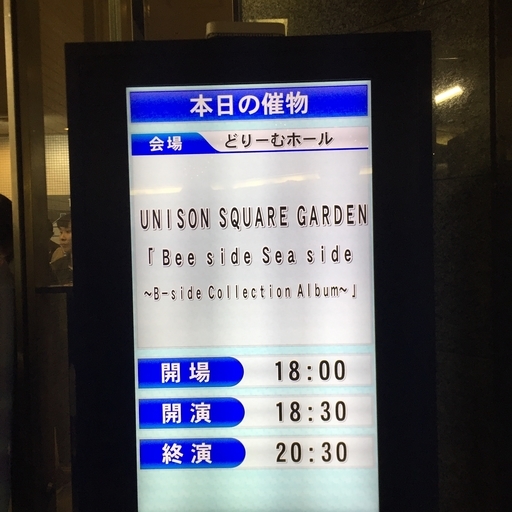 本日の催物
会場 どりーむホール
UNISON SQUARE GARDEN
「Bee side Sea side
~B-side Collection Album~」
開場 18:00
開演 18:30
終演 20:30